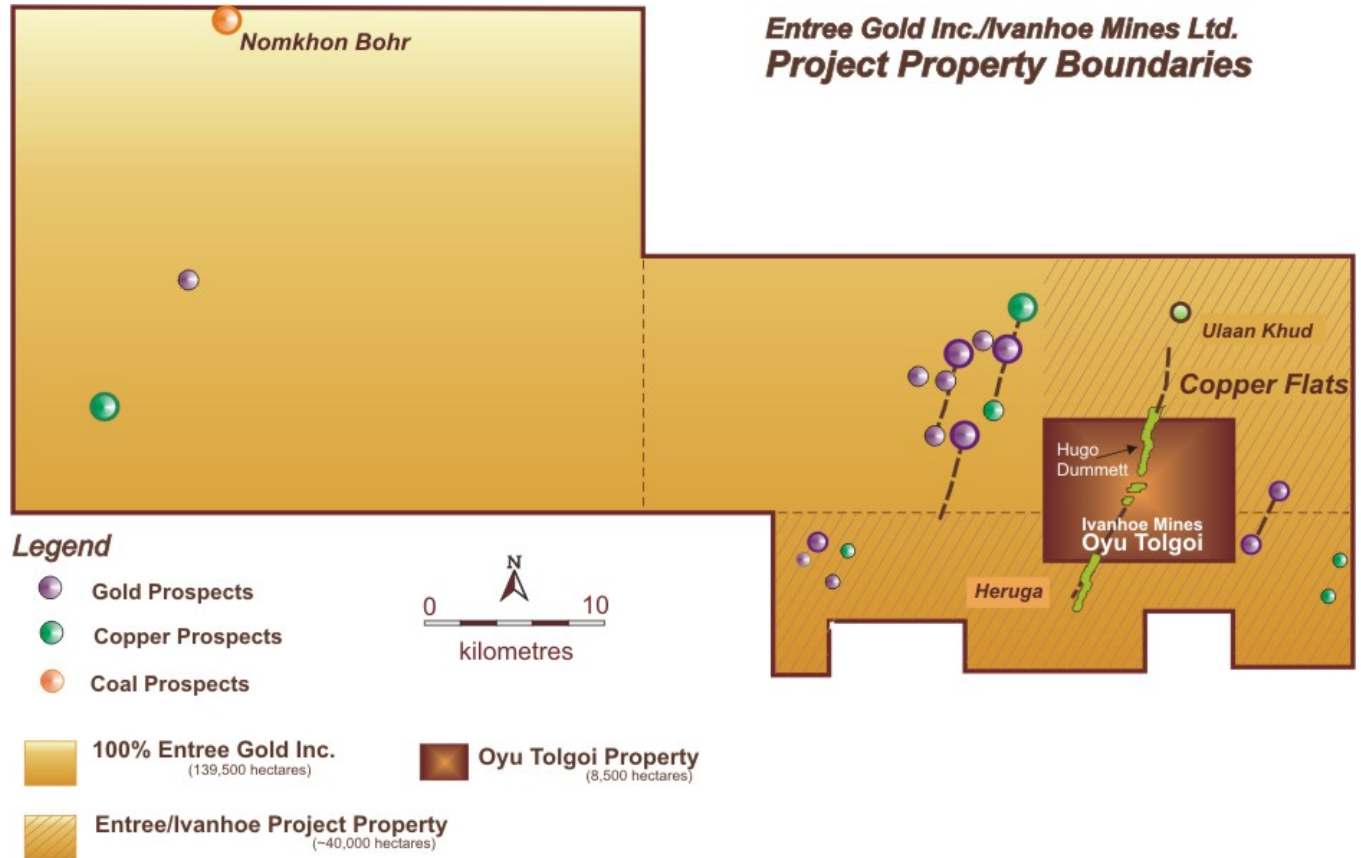 Entree Gold Inc./Ivanhoe Mines Ltd.
Project Property Boundaries
Nomkhon Bohr
Ulaan Khud
Copper Flats
Hugo
Dummett
Ivanhoe Mines
Oyu Tolgoi
Heruga
Legend
Gold Prospects
Copper Prospects
Coal Prospects
N
0 10
kilometres
100% Entree Gold Inc.
(139,500 hectares)
Oyu Tolgoi Property
(8,500 hectares)
Entree/Ivanhoe Project Property
(~40,000 hectares)